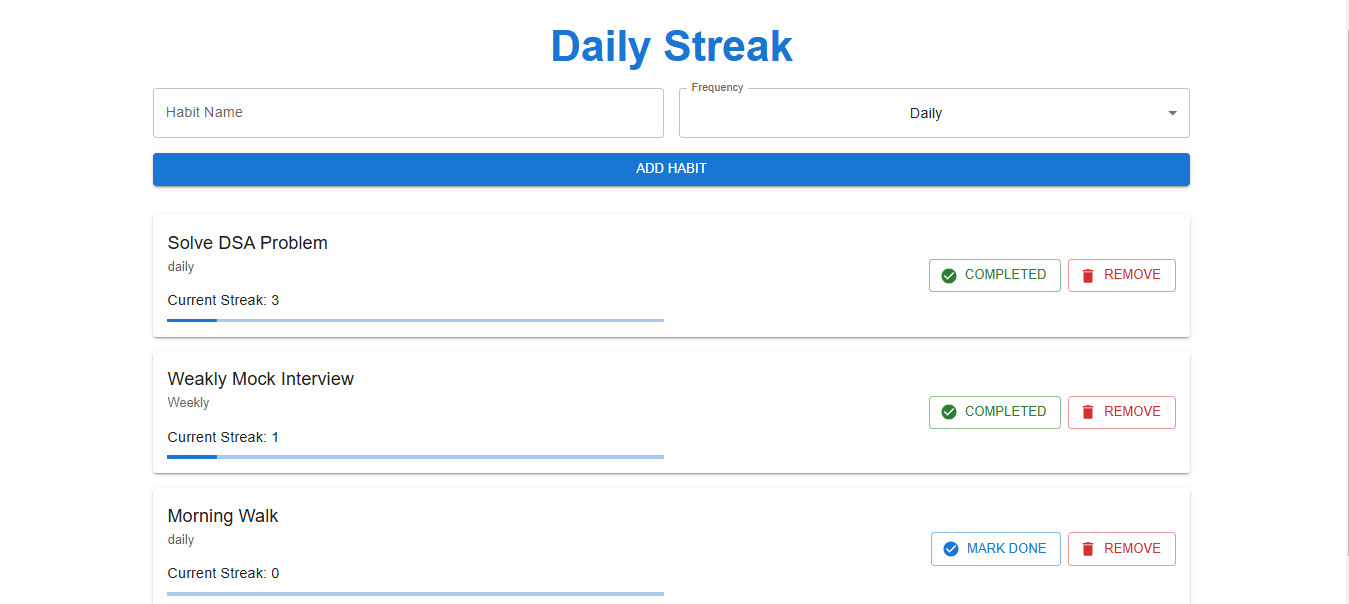 Daily Streak
Habit Name
Frequency
Daily
ADD HABIT
Solve DSA Problem
daily
Current Streak: 3
COMPLETED
REMOVE
Weakly Mock Interview
Weekly
Current Streak: 1
COMPLETED
REMOVE
Morning Walk
daily
Current Streak: 0
MARK DONE
REMOVE